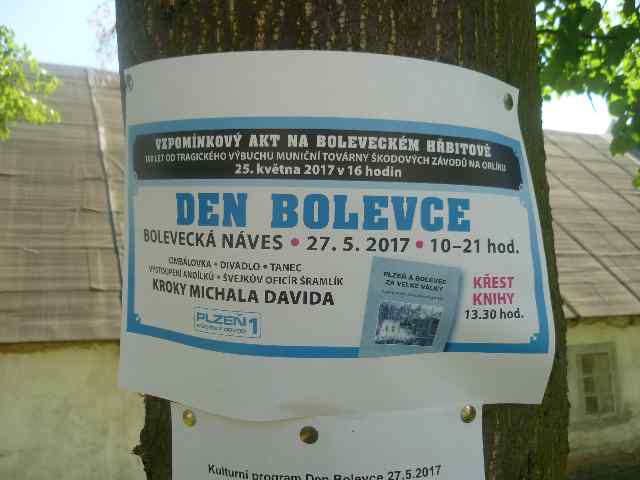 VZPOMÍNKOVÝ AKT NA BOLEVECKÉM HŘBITOVĚ
100 LET OD TRAGICKÉHO VÝBUCHU MUNIČNÍ TOVÁRNY ŠKODOVÝCH ZÁVODŮ NA ORLÍKU
25. května 2017 v 16 hodin
DEN BOLEVCE
BOLEVECKÁ NÁVES • 27. 5. 2017 • 10–21 hod.
CIMBÁLOVKA • DIVADLO • TANEC
VYSTOUPENÍ ANDÍLKŮ • ŠVEJKŮV OFICÍR ŠRAMLÍK
KROKY MICHALA DAVIDA
PLZEŇ 1
MĚSTSKÝ OBVOD
PLZEŇ A BOLEVEC
ZA VELKÉ VÁLKY
KŘEST
KNIHY
13.30 hod.
Kulturní program Den Bolevce 27.5.2017